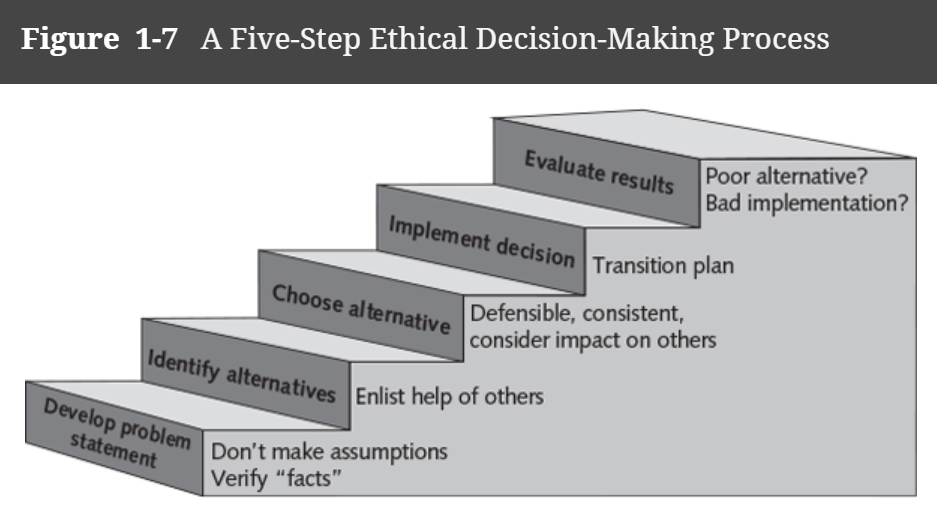 Figure 1-7 A Five-Step Ethical Decision-Making Process
Evaluate results
Poor alternative?
Bad implementation?
Implement decision
Transition plan
Choose alternative
Defensible, consistent,
consider impact on others
Identify alternatives
Enlist help of others
Develop problem
statement
Don’t make assumptions
Verify “facts”